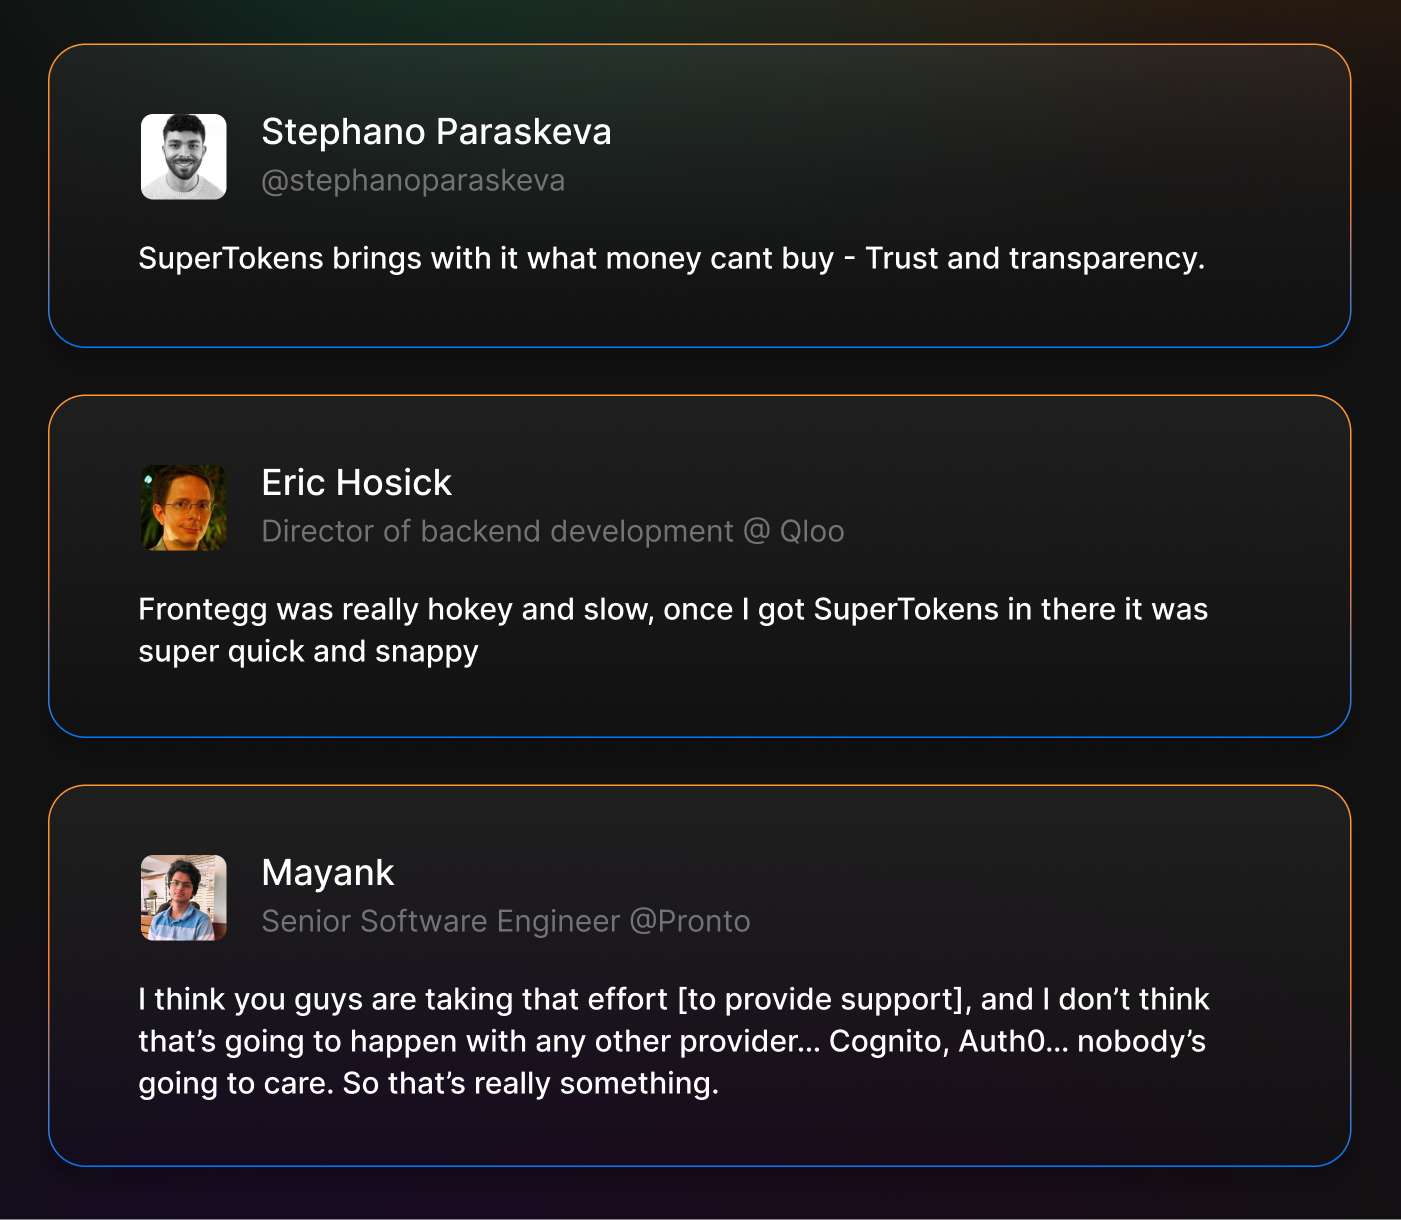 Stephano Paraskeva
@stephanoparaskeva
SuperTokens brings with it what money cant buy - Trust and transparency.
Eric Hosick
Director of backend development @ Qloo
Frontegg was really hokey and slow, once I got SuperTokens in there it was
super quick and snappy
Mayank
Senior Software Engineer @Pronto
I think you guys are taking that effort [to provide support], and I don’t think
that’s going to happen with any other provider... Cognito, Auth0... nobody’s
going to care. So that’s really something.